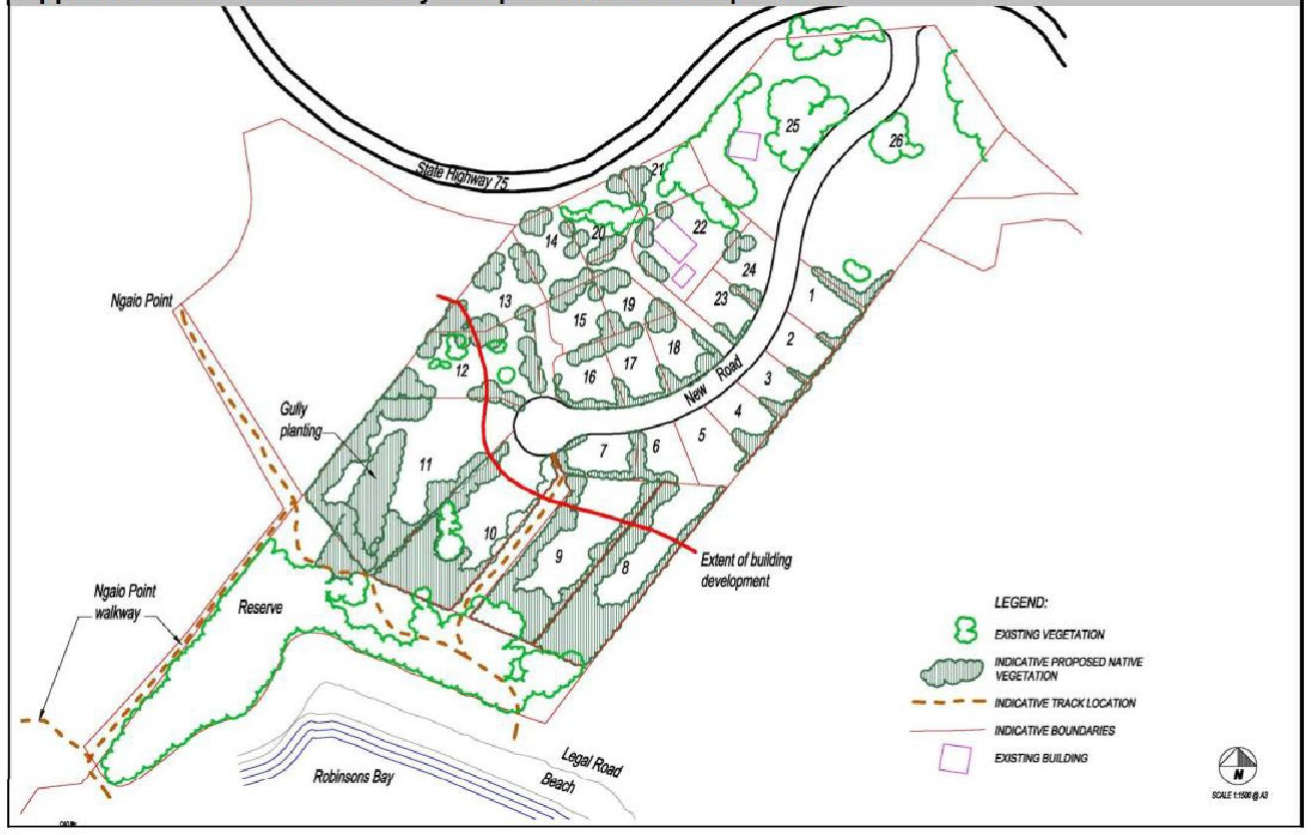 State Highway 75
25
26
21
22
14
20
24
13
23
1
19
15
2
18
17
16
12
3
New Road
4
5
6
7
11
10
9
8
Ngaio Point
Gully
planting
Extent of building
development
Ngaio Point
walkway
Reserve
Legal Road
Beach
Robinsons Bay
LEGEND:
EXISTING VEGETATION
INDICATIVE PROPOSED NATIVE
VEGETATION
INDICATIVE TRACK LOCATION
INDICATIVE BOUNDARIES
EXISTING BUILDING
N
SCALE 1:1500 @ A3